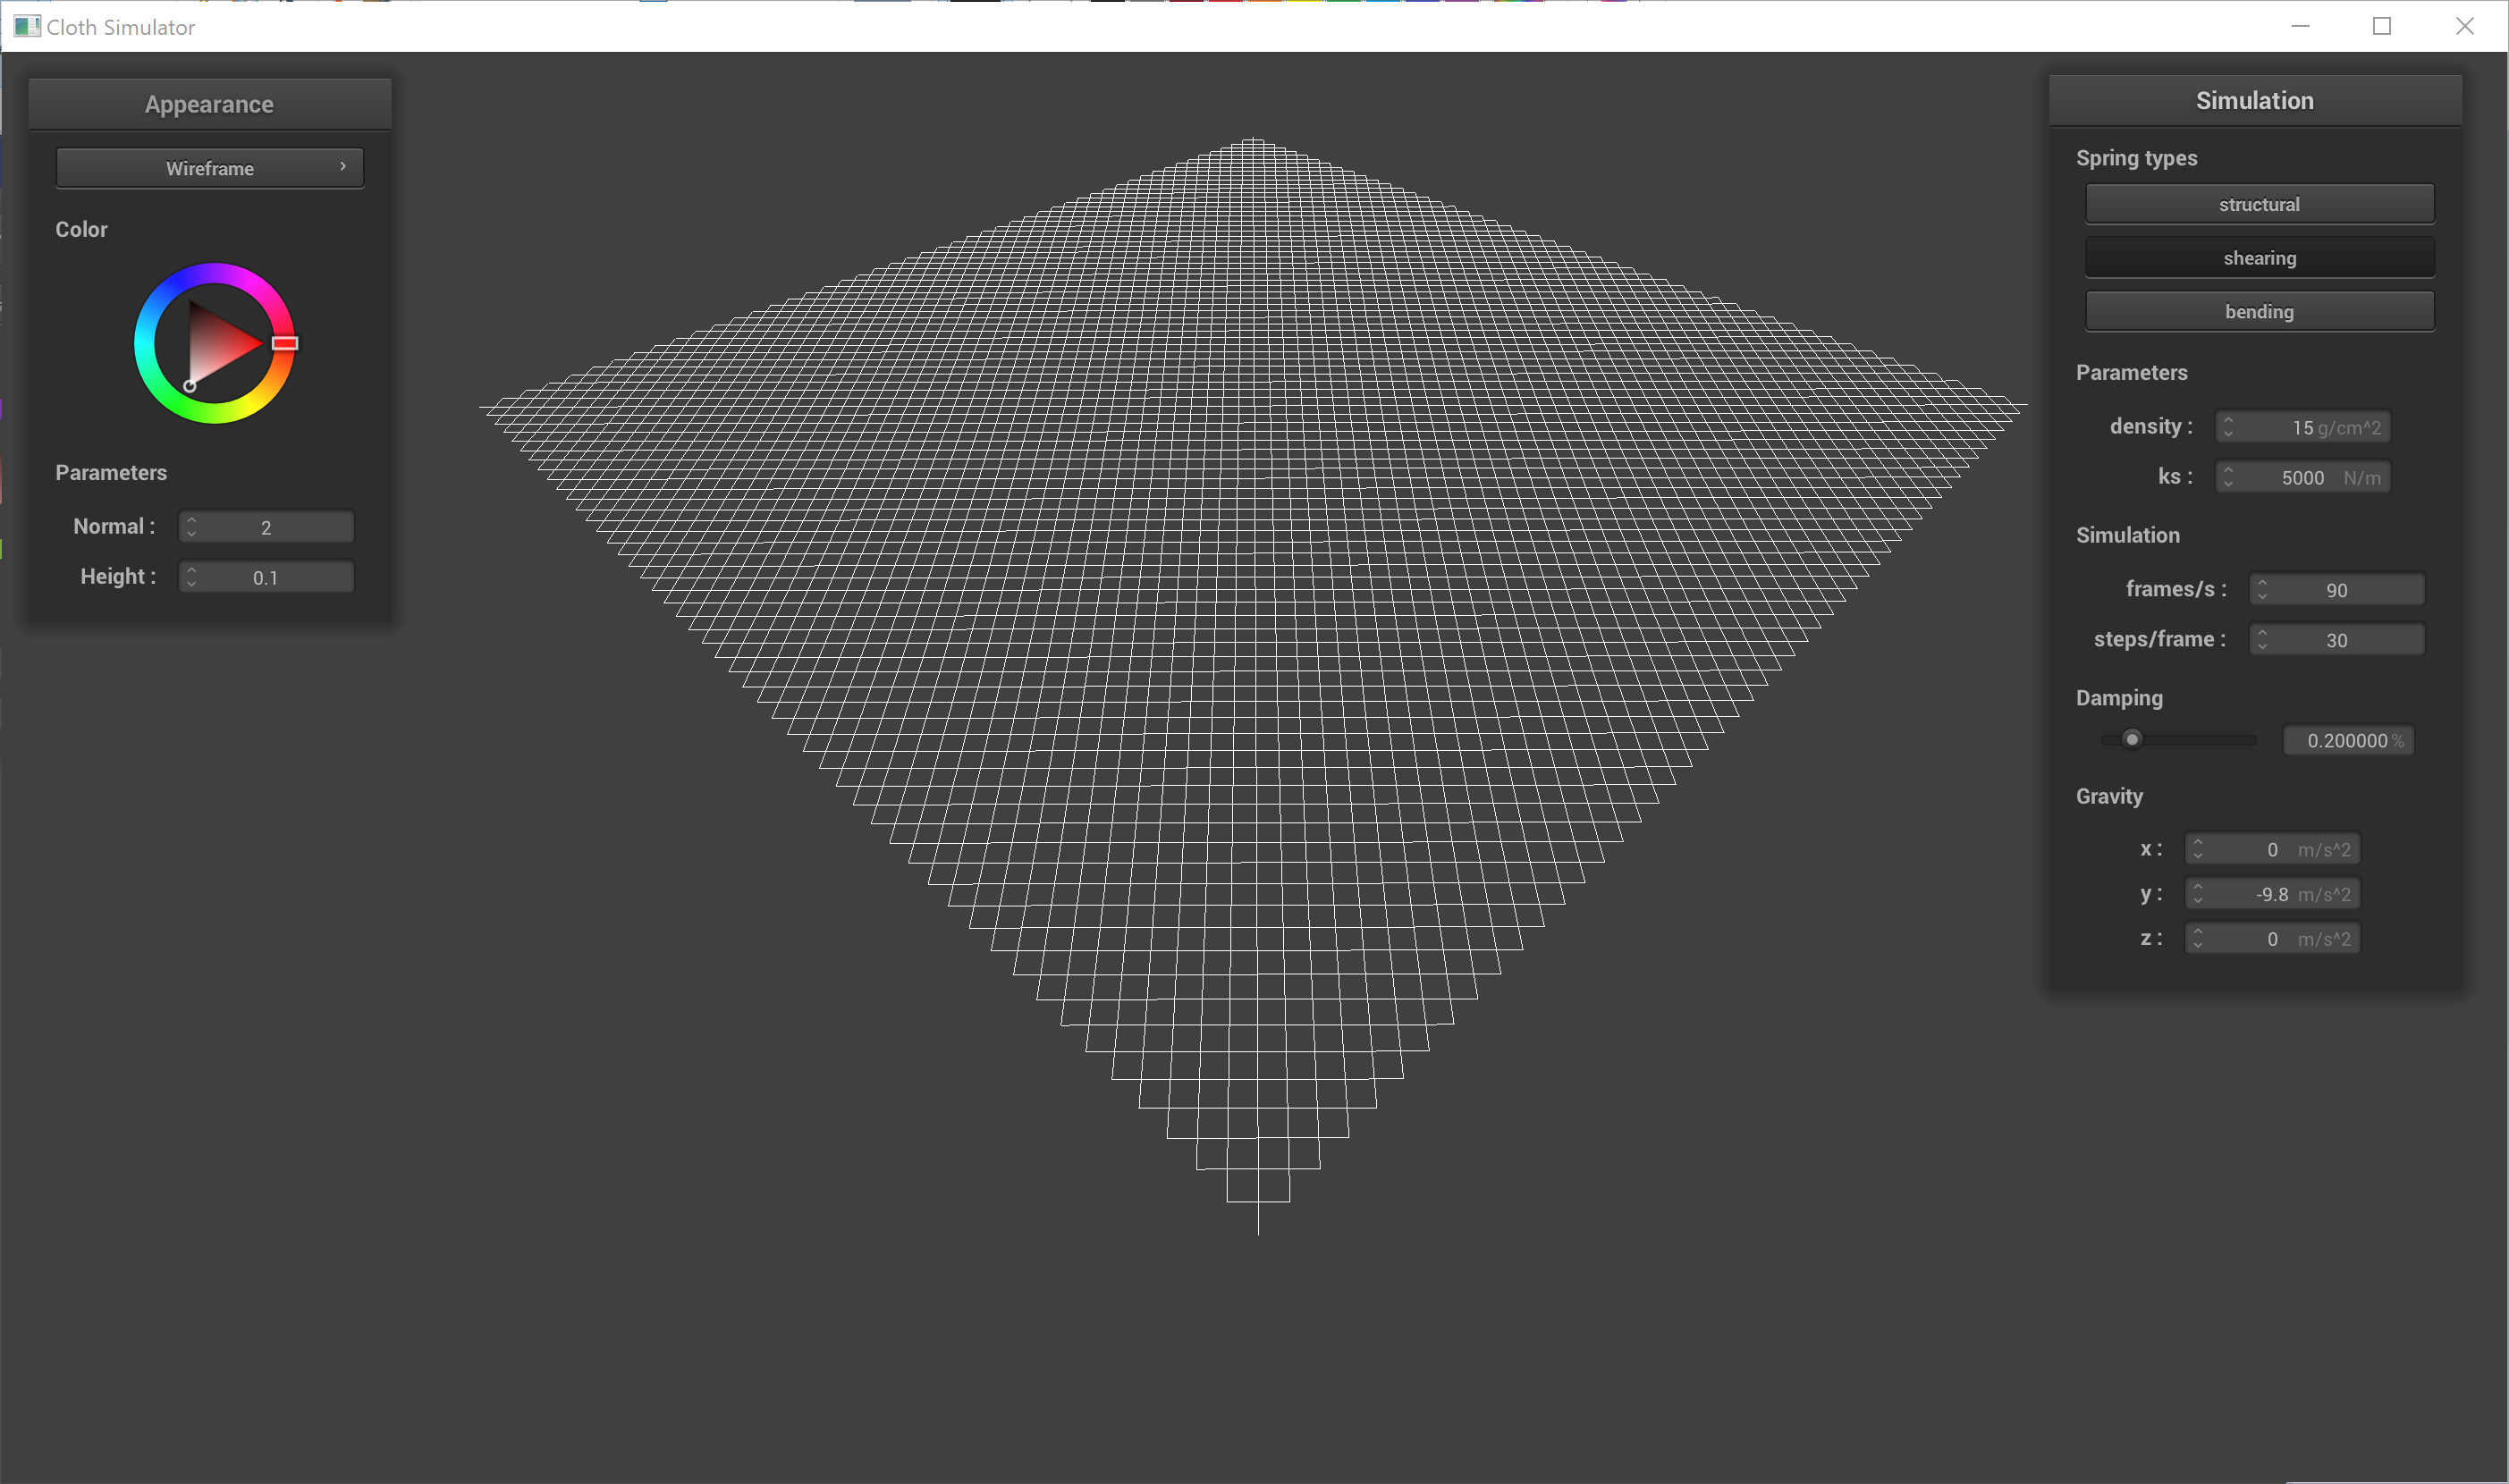 Cloth Simulator
Appearance
Wireframe
Color
Parameters
Normal : 2
Height : 0.1
Simulation
Spring types
structural
shearing
bending
Parameters
density : 15 g/cm^2
ks : 5000 N/m
Simulation
frames/s : 90
steps/frame : 30
Damping
0.200000 %
Gravity
x : 0 m/s^2
y : -9.8 m/s^2
z : 0 m/s^2